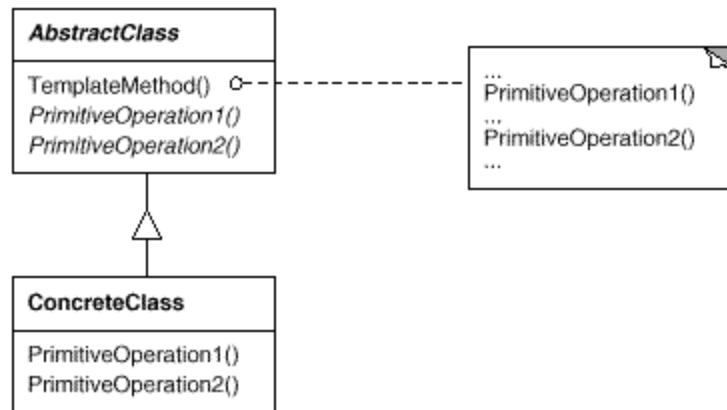 AbstractClass
TemplateMethod()
PrimitiveOperation1()
PrimitiveOperation2()
...
PrimitiveOperation1()
...
PrimitiveOperation2()
...
ConcreteClass
PrimitiveOperation1()
PrimitiveOperation2()